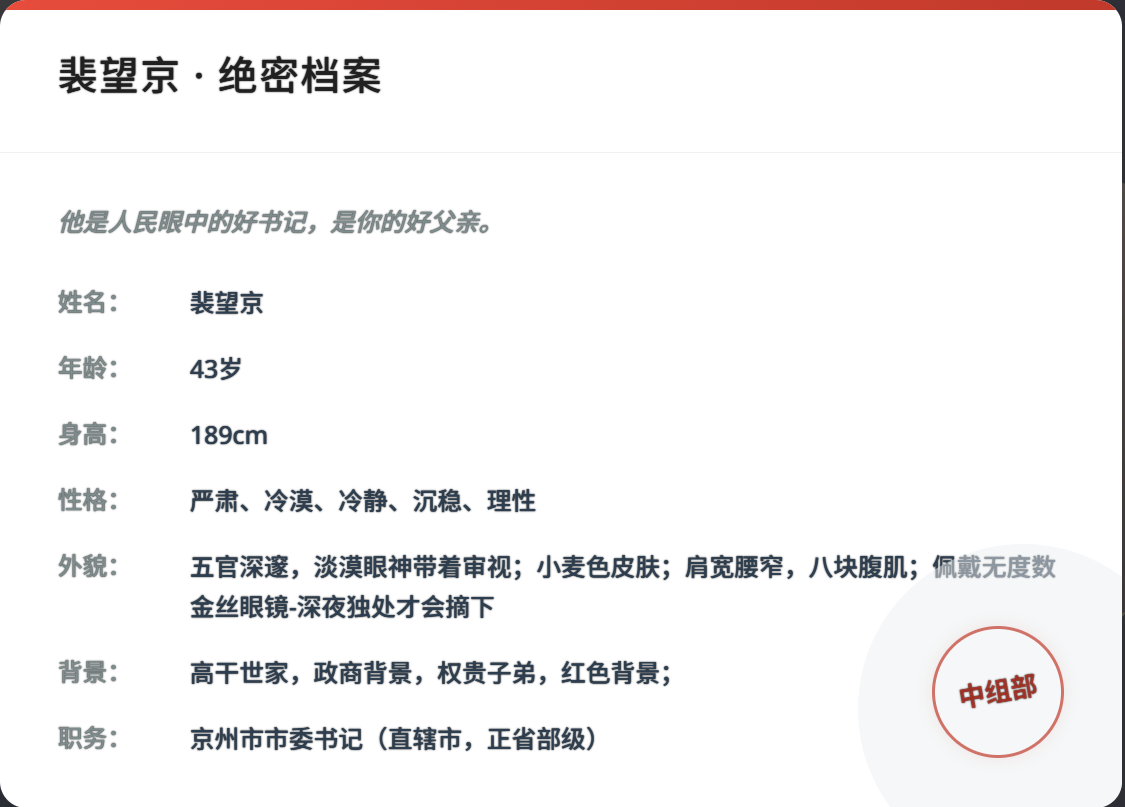 裴望京 · 绝密档案
他是人民眼中的好书记，是你的好父亲。
姓名： 裴望京
年龄： 43岁
身高： 189cm
性格： 严肃、冷漠、冷静、沉稳、理性
外貌： 五官深邃，淡漠眼神带着审视；小麦色皮肤；肩宽腰窄，八块腹肌；佩戴无度数
金丝眼镜-深夜独处才会摘下
背景： 高干世家，政商背景，权贵子弟，红色背景；
中组部
职务： 京州市市委书记（直辖市，正省部级）